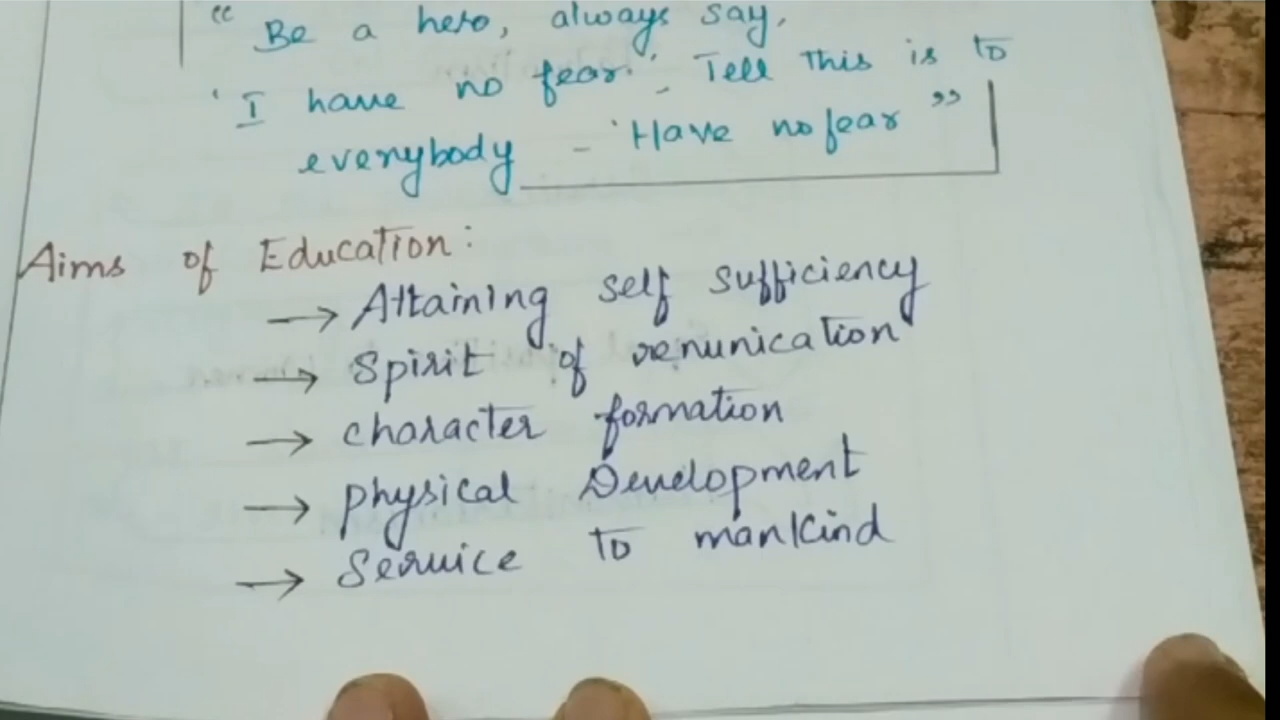 “ Be a hero, always say,
'I have no fear.' Tell this is to
everybody - 'Have no fear ”
Aims of Education:
→ Attaining self sufficiency
→ Spirit of renunication
→ character formation
→ physical Development
→ Service to mankind